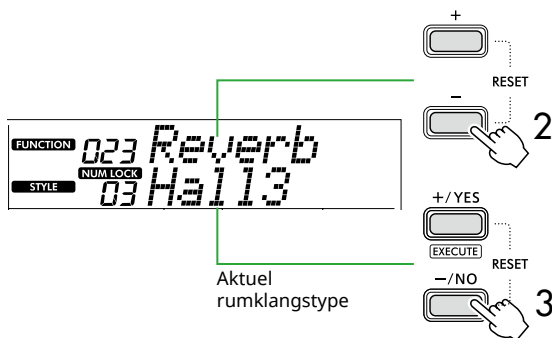 +
RESET
−
2
FUNCTION 023 Reverb
NUM LOCK
STYLE 03 Hall3
+/YES
EXECUTE
RESET
−/NO
3
Aktuel
rumklangstype